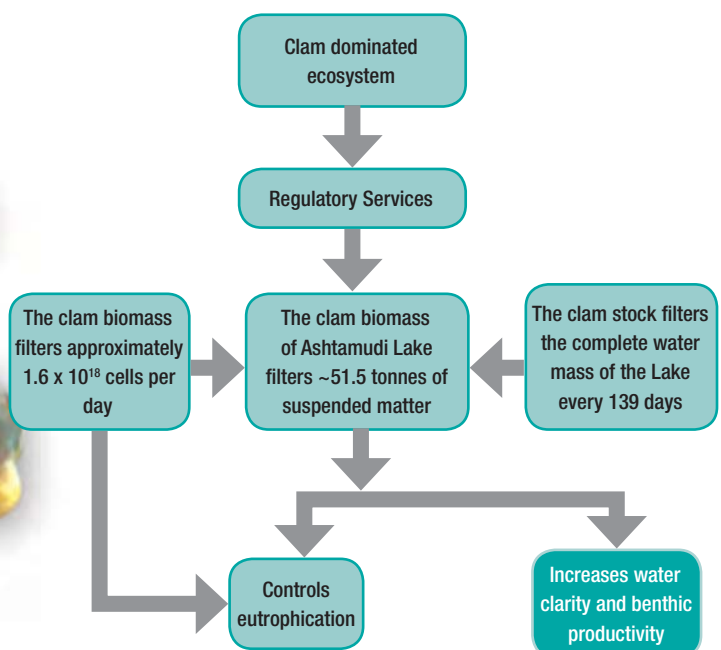 Clam dominated
ecosystem
Regulatory Services
The clam biomass
filters approximately
1.6 x 10¹⁸ cells per
day
The clam biomass
of Ashtamudi Lake
filters ~51.5 tonnes of
suspended matter
The clam stock filters
the complete water
mass of the Lake
every 139 days
Controls
eutrophication
Increases water
clarity and benthic
productivity